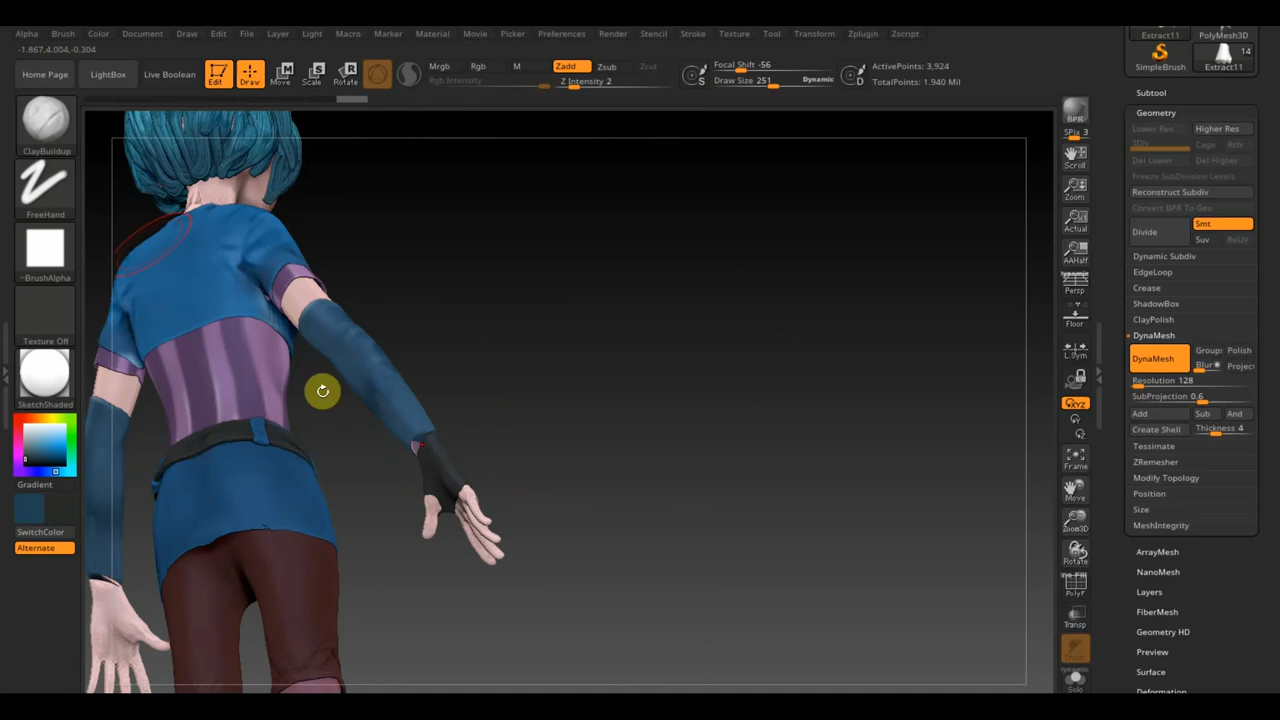 Extract11 PolyMesh3D
Alpha Brush Color Document Draw Edit File Layer Light Macro Marker Material Movie Picker Preferences Render Stencil Stroke Texture Tool Transform Zplugin Zscript
-1.867,4.004,-0.304
Home Page LightBox Live Boolean Edit Draw Move Scale Rotate
Mrgb Rgb M Zadd Zsub Zcut
Rgb Intensity Z Intensity 2
Focal Shift -56
Draw Size 251 Dynamic
ActivePoints: 3,924
TotalPoints: 1.940 Mil
S
D
14
SimpleBrush Extract11
ClayBuildup
FreeHand
~BrushAlpha
Texture Off
SketchShaded
Gradient
SwitchColor
Alternate
BPR
SPix 3
Scroll
Zoom
Actual
AAHalf
Dynamic
Persp
Floor
L.Sym
XYZ
Frame
Move
Zoom3D
Rotate
Line Fill
PolyF
Transp
Dynamic
Solo
Subtool
Geometry
Lower Res Higher Res
SDiv Cage Rstr
Del Lower Del Higher
Freeze SubDivision Levels
Reconstruct Subdiv
Convert BPR To Geo
Divide Smt
Suv ReUV
Dynamic Subdiv
EdgeLoop
Crease
ShadowBox
ClayPolish
DynaMesh
DynaMesh Groups Polish
Blur Project
Resolution 128
SubProjection 0.6
Add Sub And
Create Shell Thickness 4
Tessimate
ZRemesher
Modify Topology
Position
Size
MeshIntegrity
ArrayMesh
NanoMesh
Layers
FiberMesh
Geometry HD
Preview
Surface
Deformation